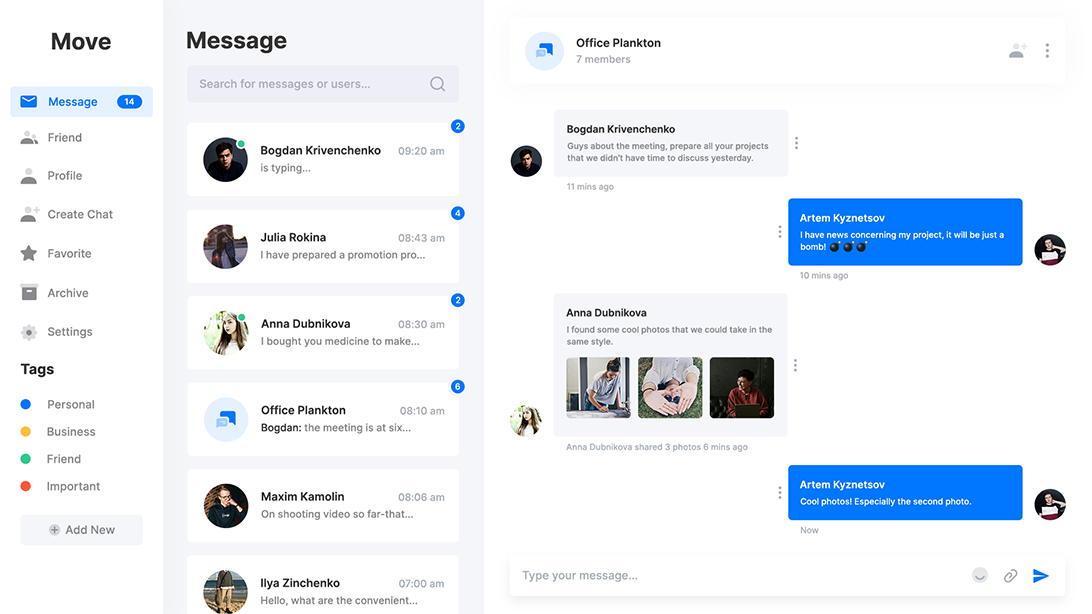 Move
Message 14
Friend
Profile
Create Chat
Favorite
Archive
Settings
Tags
Personal
Business
Friend
Important
Add New
Message
Search for messages or users...
2
Bogdan Krivenchenko 09:20 am
is typing...
4
Julia Rokina 08:43 am
I have prepared a promotion pro...
2
Anna Dubnikova 08:30 am
I bought you medicine to make...
6
Office Plankton 08:10 am
Bogdan: the meeting is at six...
Maxim Kamolin 08:06 am
On shooting video so far-that...
Ilya Zinchenko 07:00 am
Hello, what are the convenient...
Office Plankton
7 members
Bogdan Krivenchenko
Guys about the meeting, prepare all your projects
that we didn't have time to discuss yesterday.
11 mins ago
Artem Kyznetsov
I have news concerning my project, it will be just a
bomb! 💣 💣 💣
10 mins ago
Anna Dubnikova
I found some cool photos that we could take in the
same style.
Anna Dubnikova shared 3 photos 6 mins ago
Artem Kyznetsov
Cool photos! Especially the second photo.
Now
Type your message...